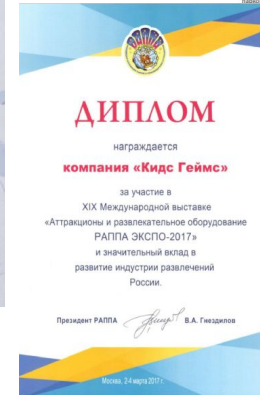 ДИПЛОМ
награждается
компания «Кидс Геймс»
за участие в
XIX Международной выставке
«Аттракционы и развлекательное оборудование
РАППА ЭКСПО-2017»
и значительный вклад в
развитие индустрии развлечений
России.
Президент РАППА В.А. Гнездилов
Москва, 2-4 марта 2017 г.